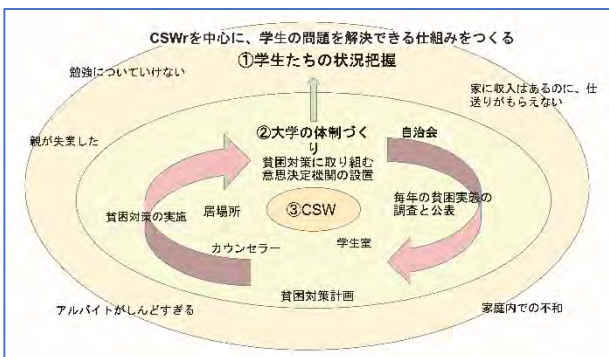 CSWrを中心に、学生の問題を解決できる仕組みをつくる
①学生たちの状況把握
勉強についていけない
家に収入はあるのに、仕
送りがもらえない
親が失業した
②大学の体制づく
り
自治会
貧困対策に取り組む
意思決定機関の設置
毎年の貧困実態の
調査と公表
貧困対策の実施
居場所
③CSW
カウンセラー
学生室
貧困対策計画
アルバイトがしんどすぎる
家庭内での不和